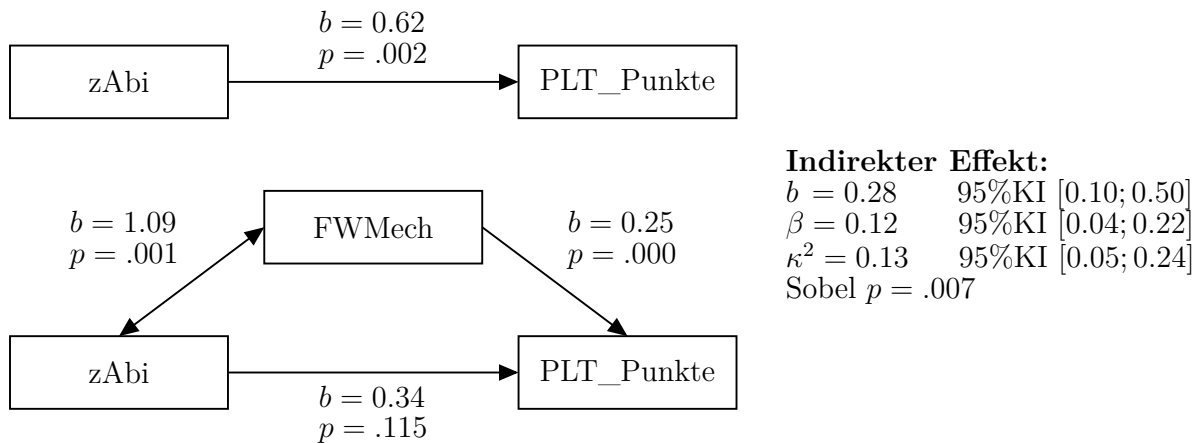 b = 0.62
p = .002
zAbi
PLT_Punkte
b = 1.09
p = .001
FWMech
b = 0.25
p = .000
zAbi
PLT_Punkte
b = 0.34
p = .115
Indirekter Effekt:
b = 0.28 95%KI [0.10; 0.50]
β = 0.12 95%KI [0.04; 0.22]
κ² = 0.13 95%KI [0.05; 0.24]
Sobel p = .007